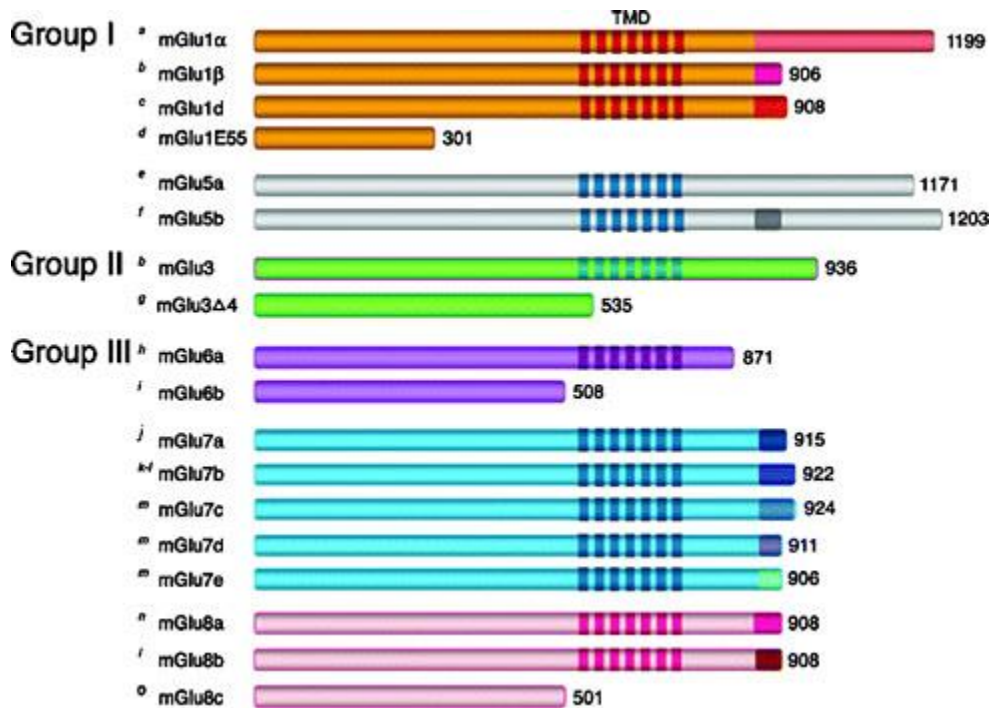 TMD
Group I a mGlu1α 1199
b mGlu1β 906
c mGlu1d 908
d mGlu1E55 301
e mGlu5a 1171
f mGlu5b 1203
Group II b mGlu3 936
g mGlu3Δ4 535
Group III h mGlu6a 871
i mGlu6b 508
j mGlu7a 915
k-l mGlu7b 922
m mGlu7c 924
m mGlu7d 911
m mGlu7e 906
n mGlu8a 908
i mGlu8b 908
o mGlu8c 501